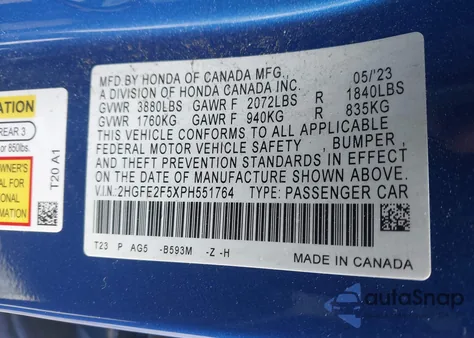 MFD BY HONDA OF CANADA MFG., 05/'23
A DIVISION OF HONDA CANADA INC.
GVWR 3880LBS GAWR F 2072LBS R 1840LBS
GVWR 1760KG GAWR F 940KG R 835KG
THIS VEHICLE CONFORMS TO ALL APPLICABLE
FEDERAL MOTOR VEHICLE SAFETY , BUMPER ,
AND THEFT PREVENTION STANDARDS IN EFFECT
ON THE DATE OF MANUFACTURE SHOWN ABOVE.
V.I.N:2HGFE2F5XPH551764 TYPE: PASSENGER CAR
T23 P AG5 -B593M -Z -H
MADE IN CANADA
REAR 3
or 850lbs.
T20 A1
autoSnap